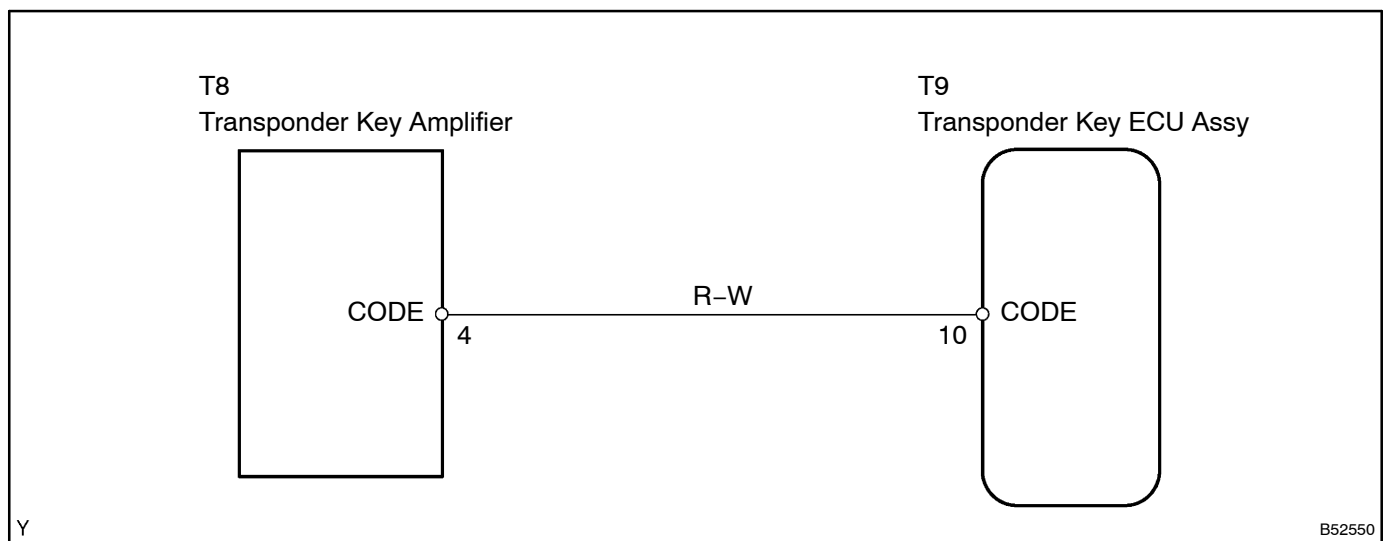 T8
Transponder Key Amplifier
T9
Transponder Key ECU Assy
R−W
CODE
4
10
CODE
Y
B52550